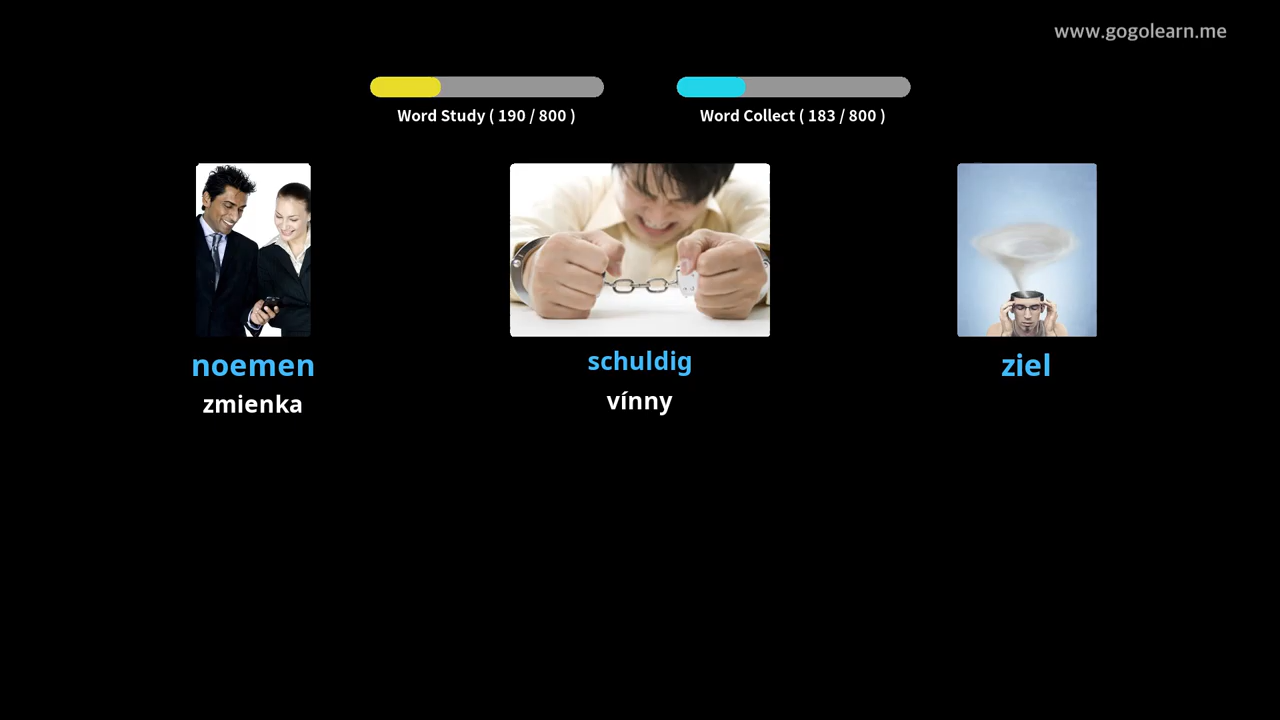 www.gogolearn.me
Word Study ( 190 / 800 )
Word Collect ( 183 / 800 )
noemen
zmienka
schuldig
vínny
ziel